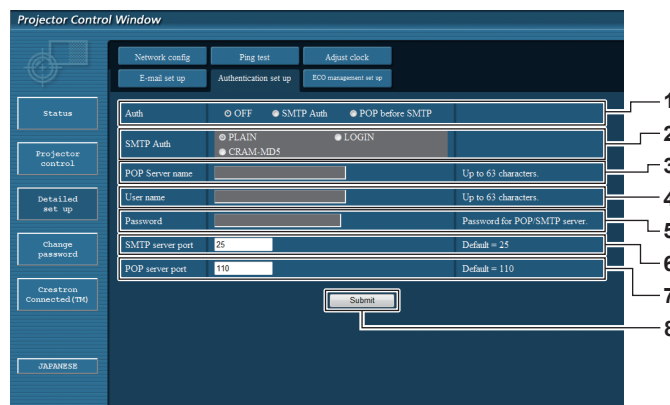 Projector Control Window
Network config Ping test Adjust clock
E-mail set up Authentication set up ECO management set up
Status
Projector
control
Detailed
set up
Change
password
Crestron
Connected(TM)
JAPANESE
Auth OFF SMTP Auth POP before SMTP
SMTP Auth PLAIN LOGIN
CRAM-MD5
POP Server name Up to 63 characters.
User name Up to 63 characters.
Password Password for POP/SMTP server.
SMTP server port 25 Default = 25
POP server port 110 Default = 110
Submit
1
2
3
4
5
6
7
8